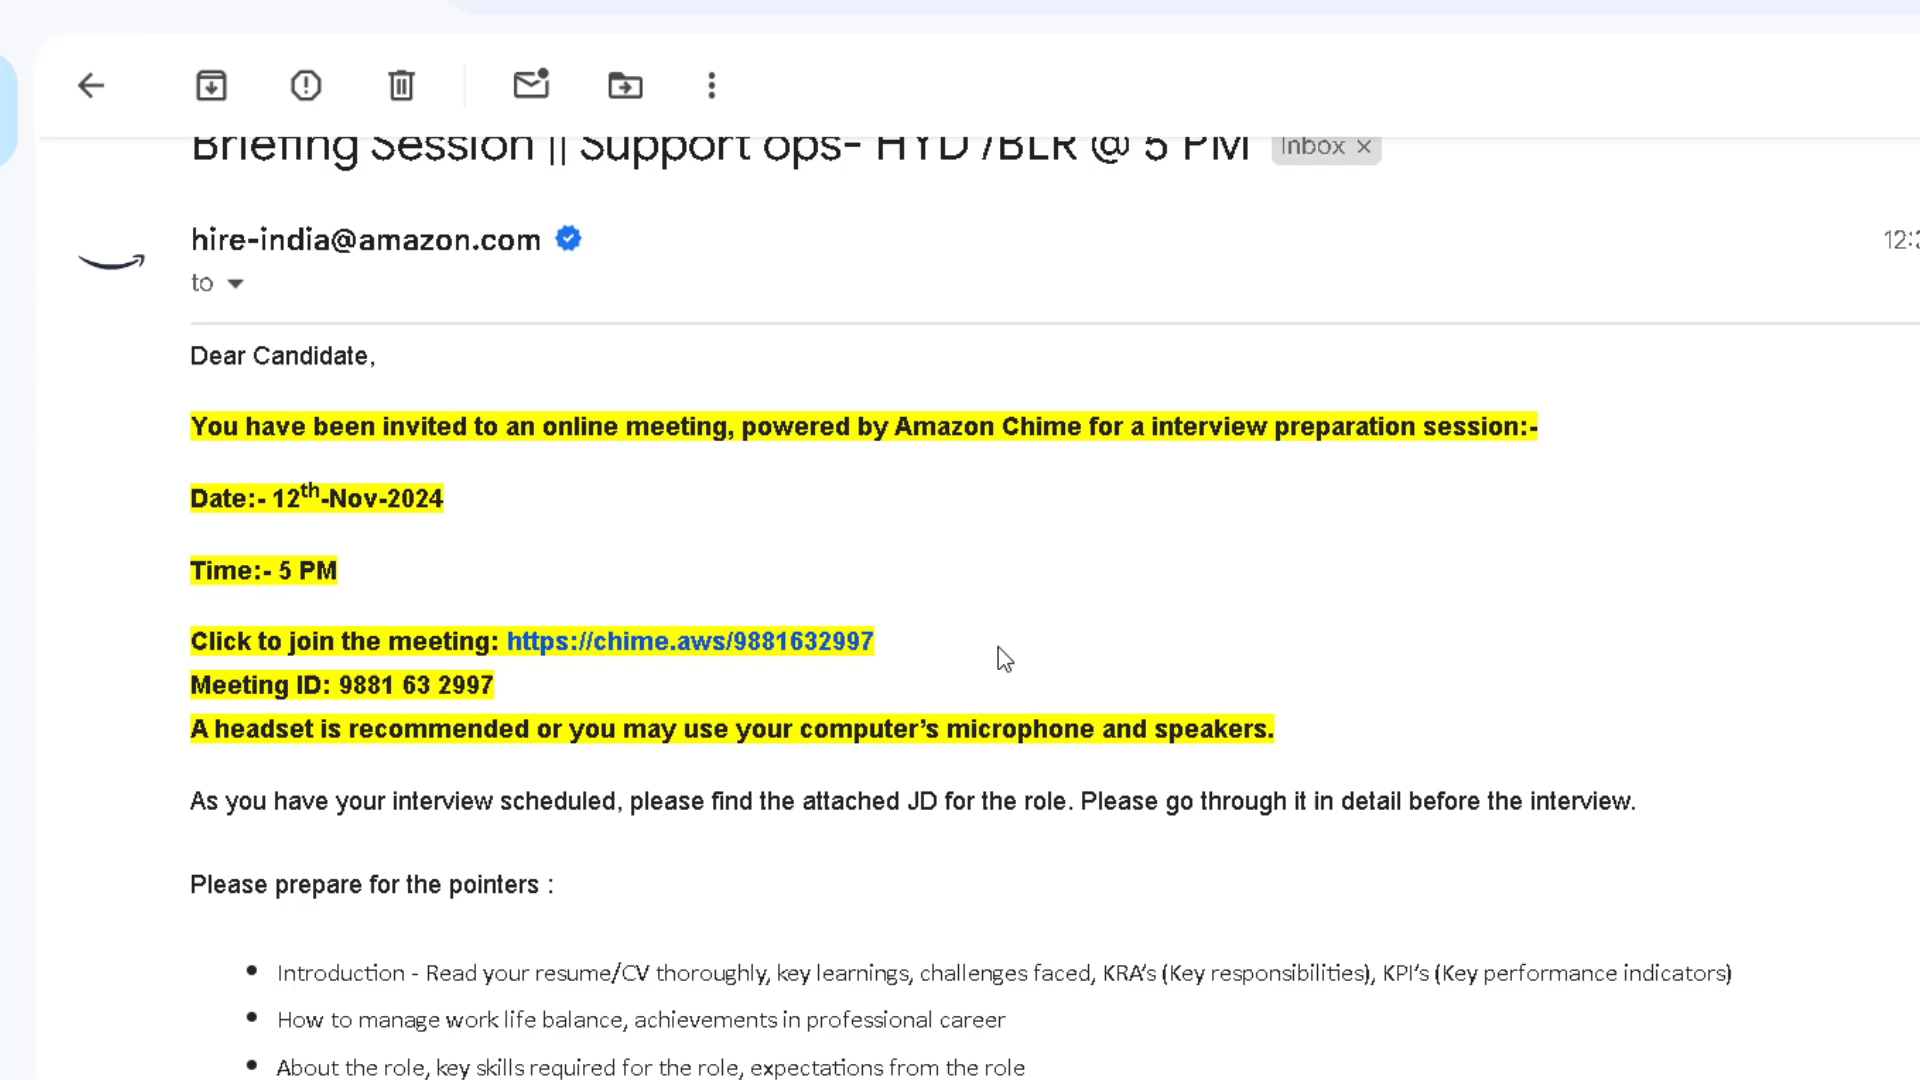 Briefing Session || Support ops- HYD /BLR @ 5 PM Inbox ×
hire-india@amazon.com
to
Dear Candidate,
You have been invited to an online meeting, powered by Amazon Chime for a interview preparation session:-
Date:- 12th-Nov-2024
Time:- 5 PM
Click to join the meeting: https://chime.aws/9881632997
Meeting ID: 9881 63 2997
A headset is recommended or you may use your computer’s microphone and speakers.
As you have your interview scheduled, please find the attached JD for the role. Please go through it in detail before the interview.
Please prepare for the pointers :
• Introduction - Read your resume/CV thoroughly, key learnings, challenges faced, KRA’s (Key responsibilities), KPI’s (Key performance indicators)
• How to manage work life balance, achievements in professional career
• About the role, key skills required for the role, expectations from the role